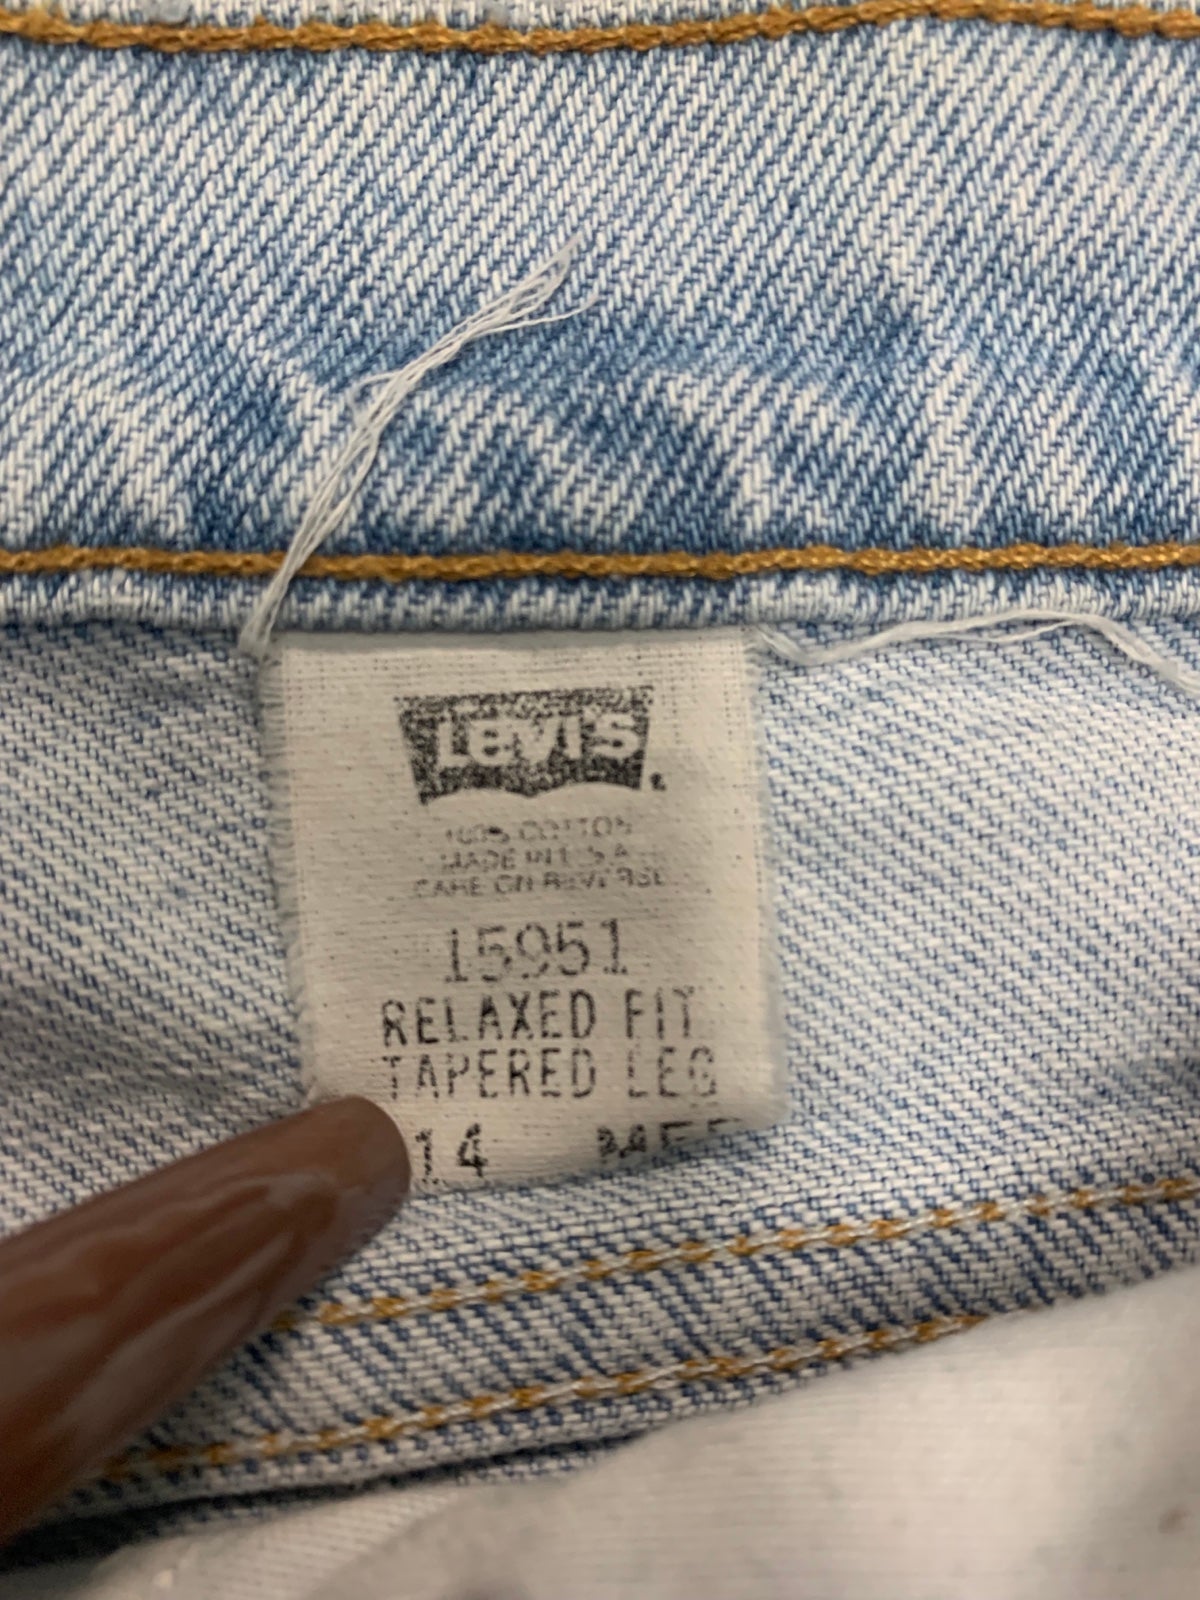 Levi's
100% COTTON
MADE IN U.S.A.
CARE ON REVERSE
15951
RELAXED FIT
TAPERED LEG
14